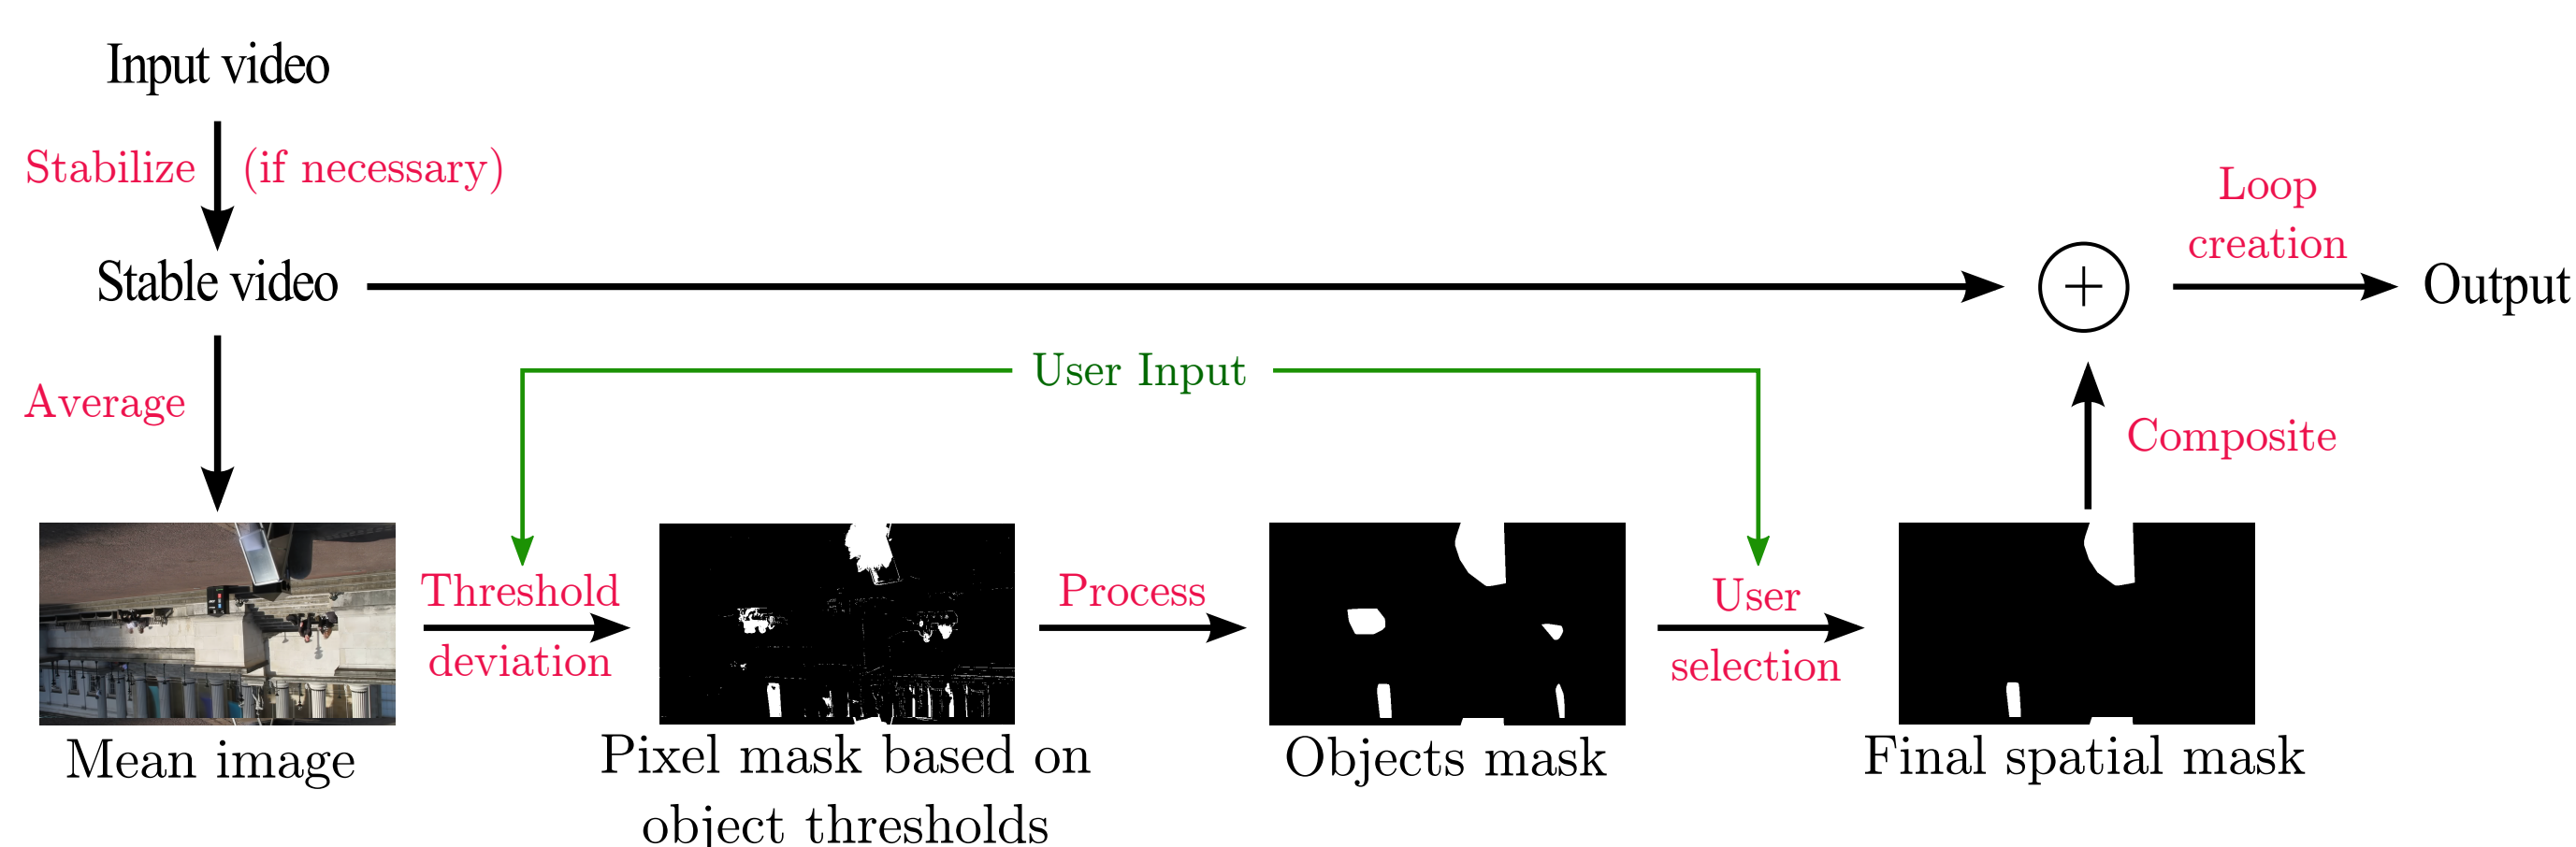 Input video
Stabilize (if necessary)
Stable video
Loop
creation
Output
User Input
Average
Composite
Threshold
deviation
Process
User
selection
Mean image
Pixel mask based on
object thresholds
Objects mask
Final spatial mask